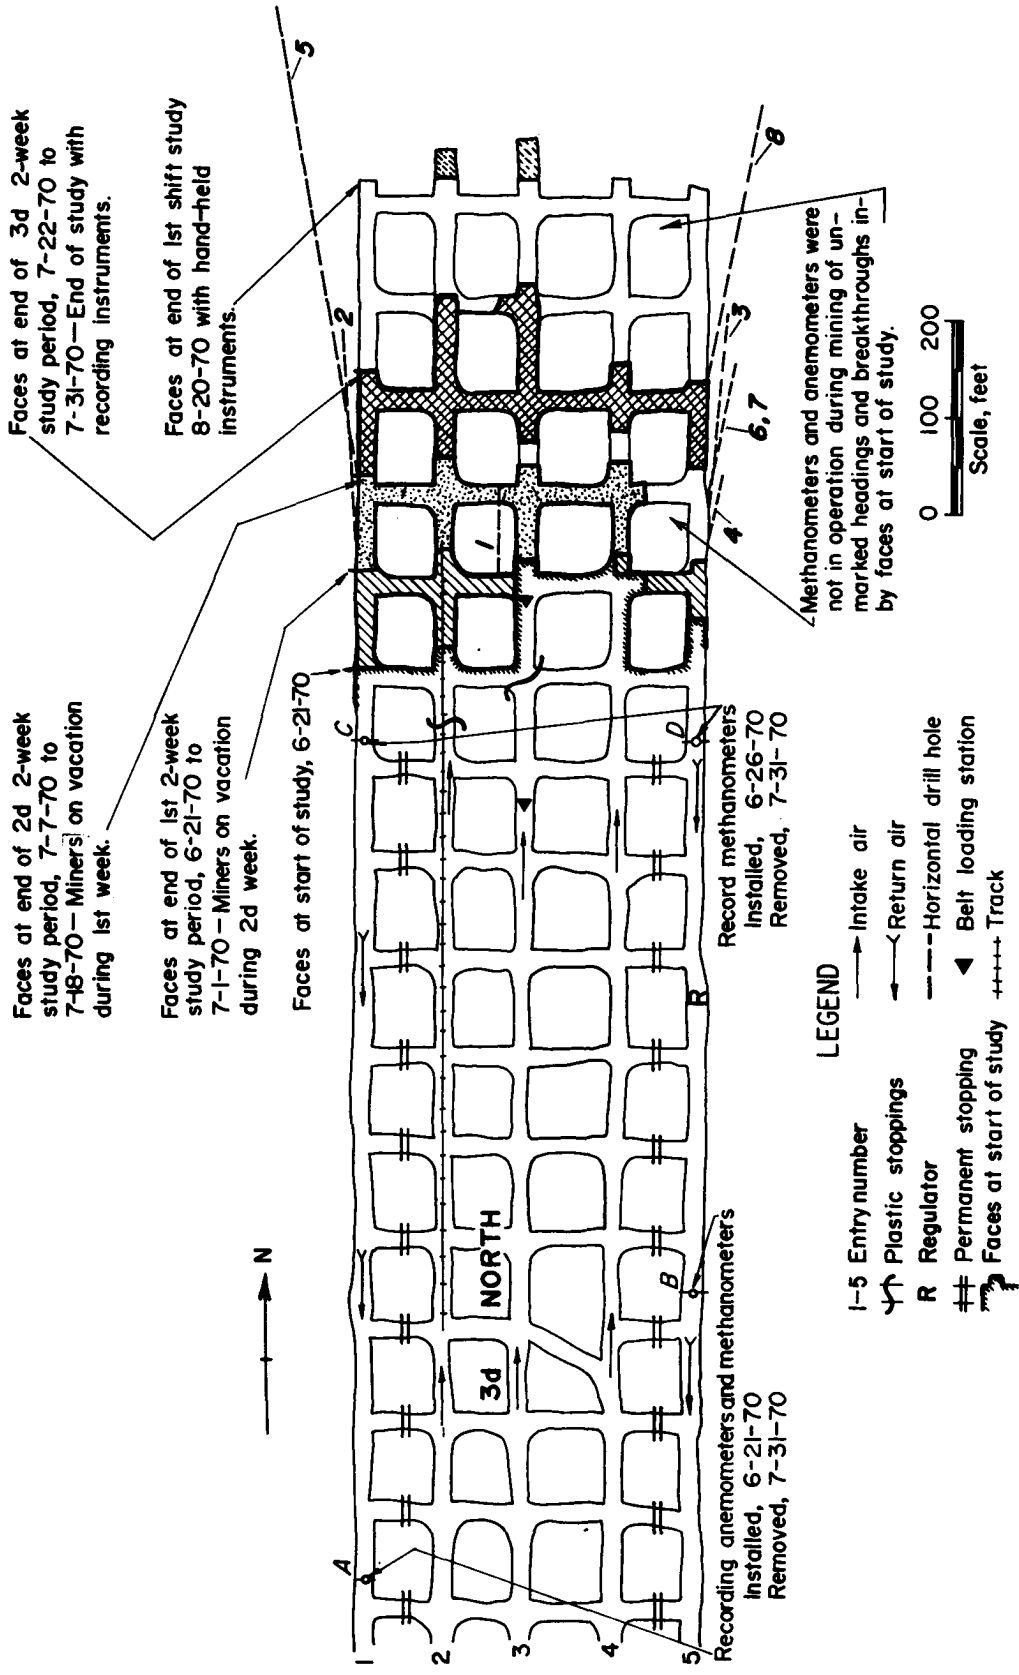 Faces at end of 3d 2-week
study period, 7-22-70 to
7-31-70—End of study with
recording instruments.
Faces at end of 1st shift study
8-20-70 with hand-held
instruments.
Faces at end of 2d 2-week
study period, 7-7-70 to
7-18-70—Miners on vacation
during 1st week.
Faces at end of 1st 2-week
study period, 6-21-70 to
7-1-70—Miners on vacation
during 2d week.
Faces at start of study, 6-21-70
N
A
C
5
2
1
3
6,7
4
8
1
2
3
4
5
3d NORTH
B
D
R
Recording anemometers and methanometers
Installed, 6-21-70
Removed, 7-31-70
Record methanometers
Installed, 6-26-70
Removed, 7-31-70
Methanometers and anemometers were
not in operation during mining of un-
marked headings and breakthroughs in-
by faces at start of study.
0 100 200
Scale, feet
LEGEND
1-5 Entry number
Plastic stoppings
R Regulator
Permanent stopping
Faces at start of study
Intake air
Return air
Horizontal drill hole
Belt loading station
Track